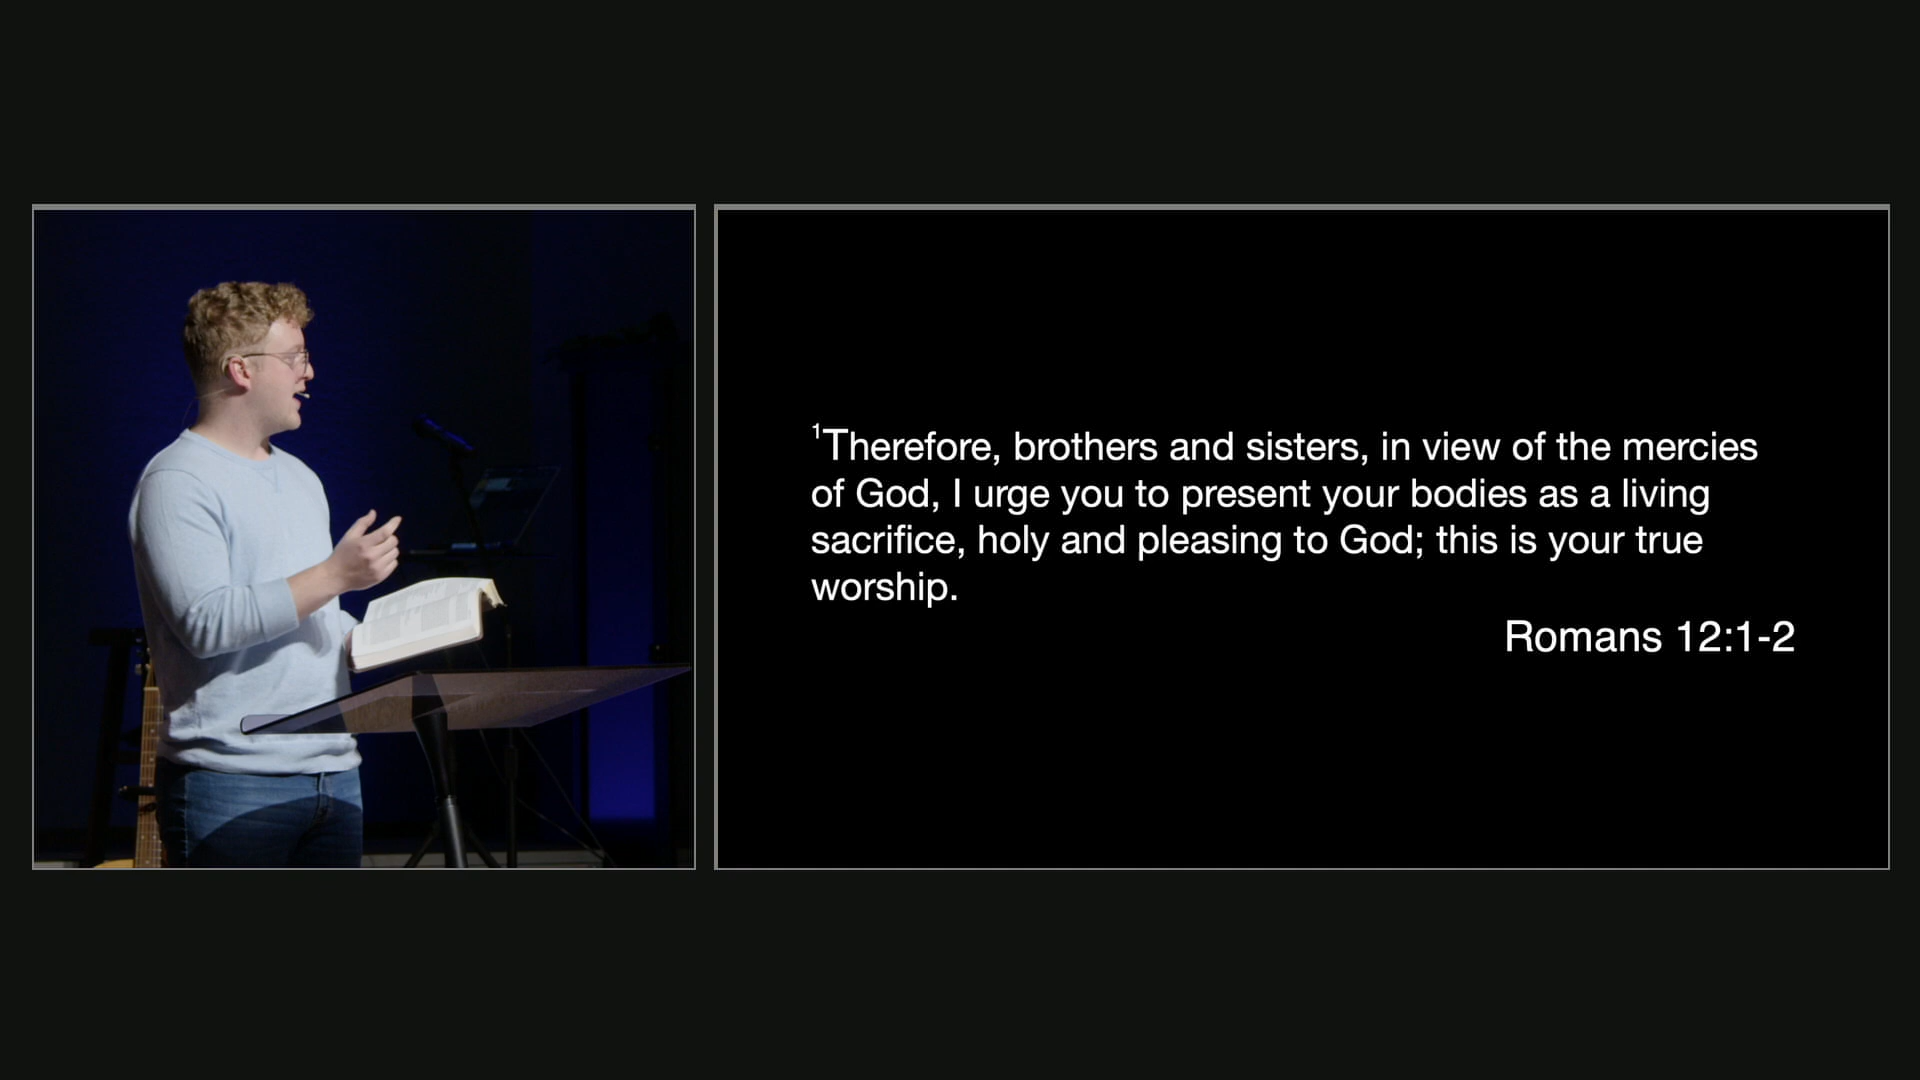 ¹Therefore, brothers and sisters, in view of the mercies
of God, I urge you to present your bodies as a living
sacrifice, holy and pleasing to God; this is your true
worship.
Romans 12:1-2